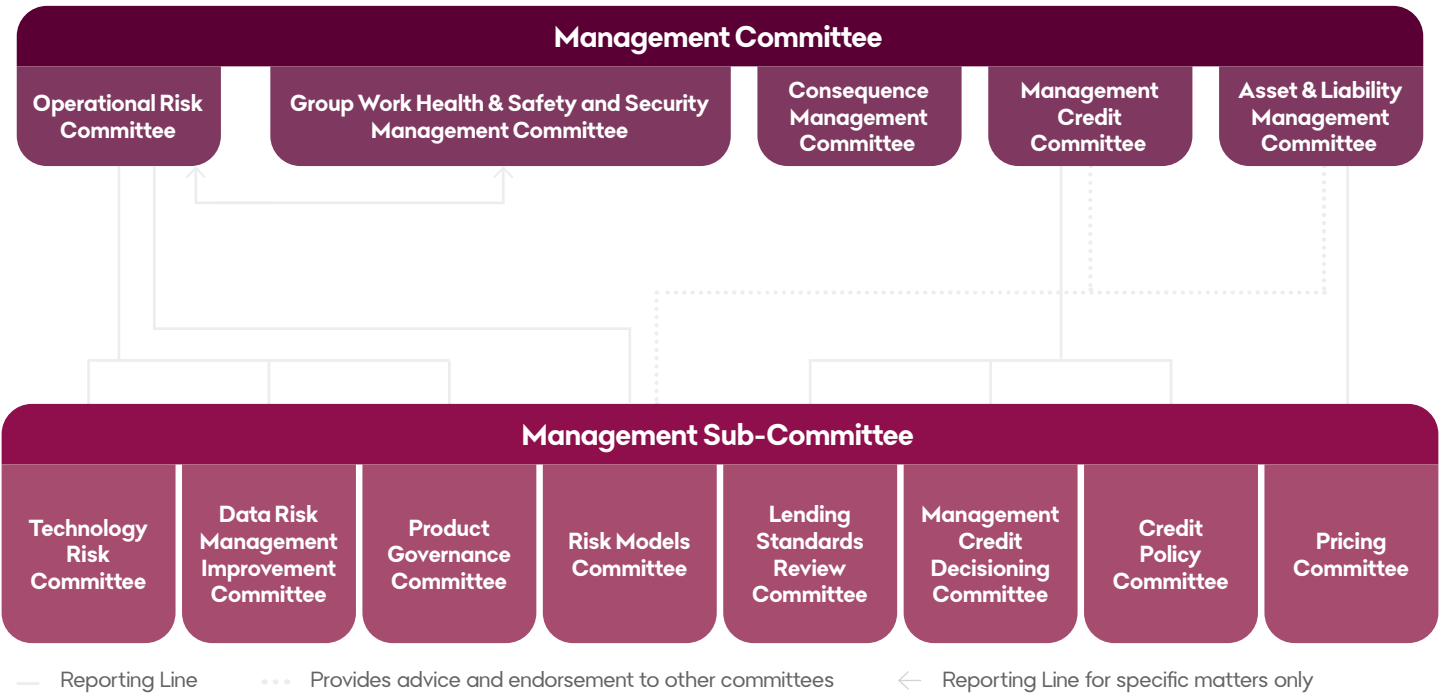 Management Committee
Operational Risk
Committee
Group Work Health & Safety and Security
Management Committee
Consequence
Management
Committee
Management
Credit
Committee
Asset & Liability
Management
Committee
Management Sub-Committee
Technology
Risk
Committee
Data Risk
Management
Improvement
Committee
Product
Governance
Committee
Risk Models
Committee
Lending
Standards
Review
Committee
Management
Credit
Decisioning
Committee
Credit
Policy
Committee
Pricing
Committee
Reporting Line
Provides advice and endorsement to other committees
Reporting Line for specific matters only